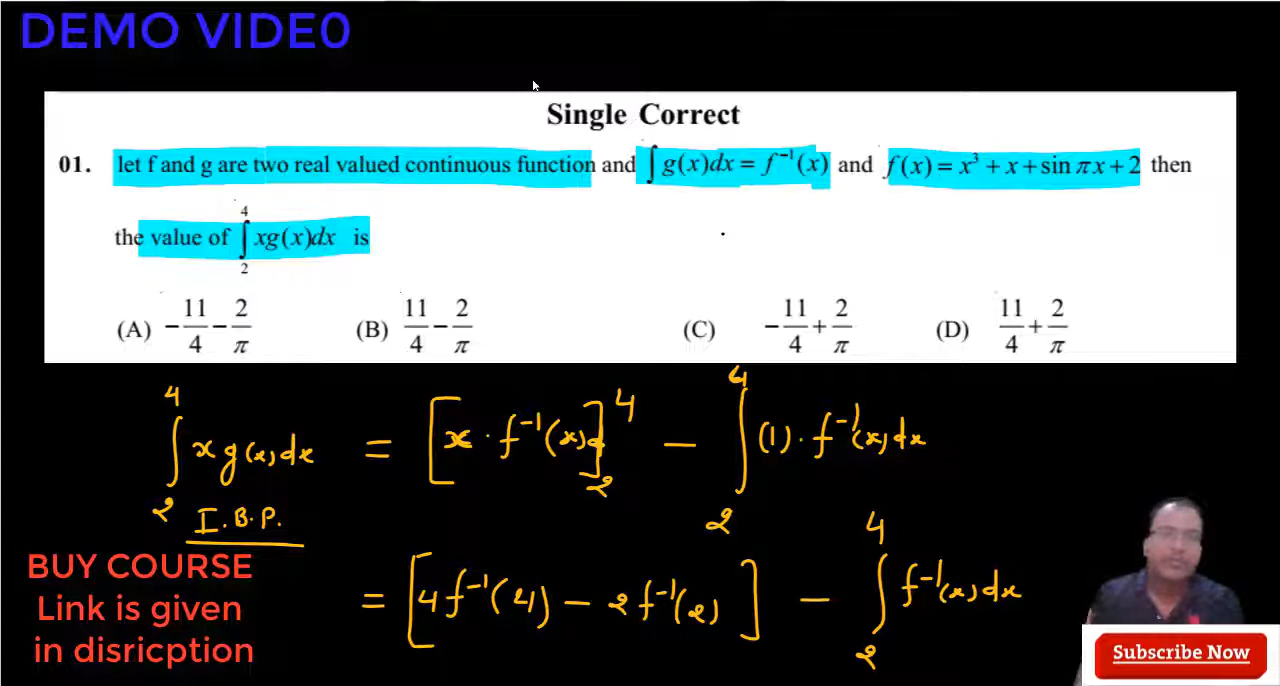 DEMO VIDEO
Single Correct
01. let f and g are two real valued continuous function and ∫ g(x)dx = f⁻¹(x) and f(x) = x³ + x + sin πx + 2 then
the value of ∫₂⁴ xg(x)dx is
(A) −11/4 − 2/π (B) 11/4 − 2/π (C) −11/4 + 2/π (D) 11/4 + 2/π
∫₂⁴ x g(x)dx = [x · f⁻¹(x)]₂⁴ − ∫₂⁴ (1) · f⁻¹(x)dx
I.B.P.
= [4f⁻¹(4) − 2f⁻¹(2)] − ∫₂⁴ f⁻¹(x)dx
BUY COURSE
Link is given
in disricption
Subscribe Now